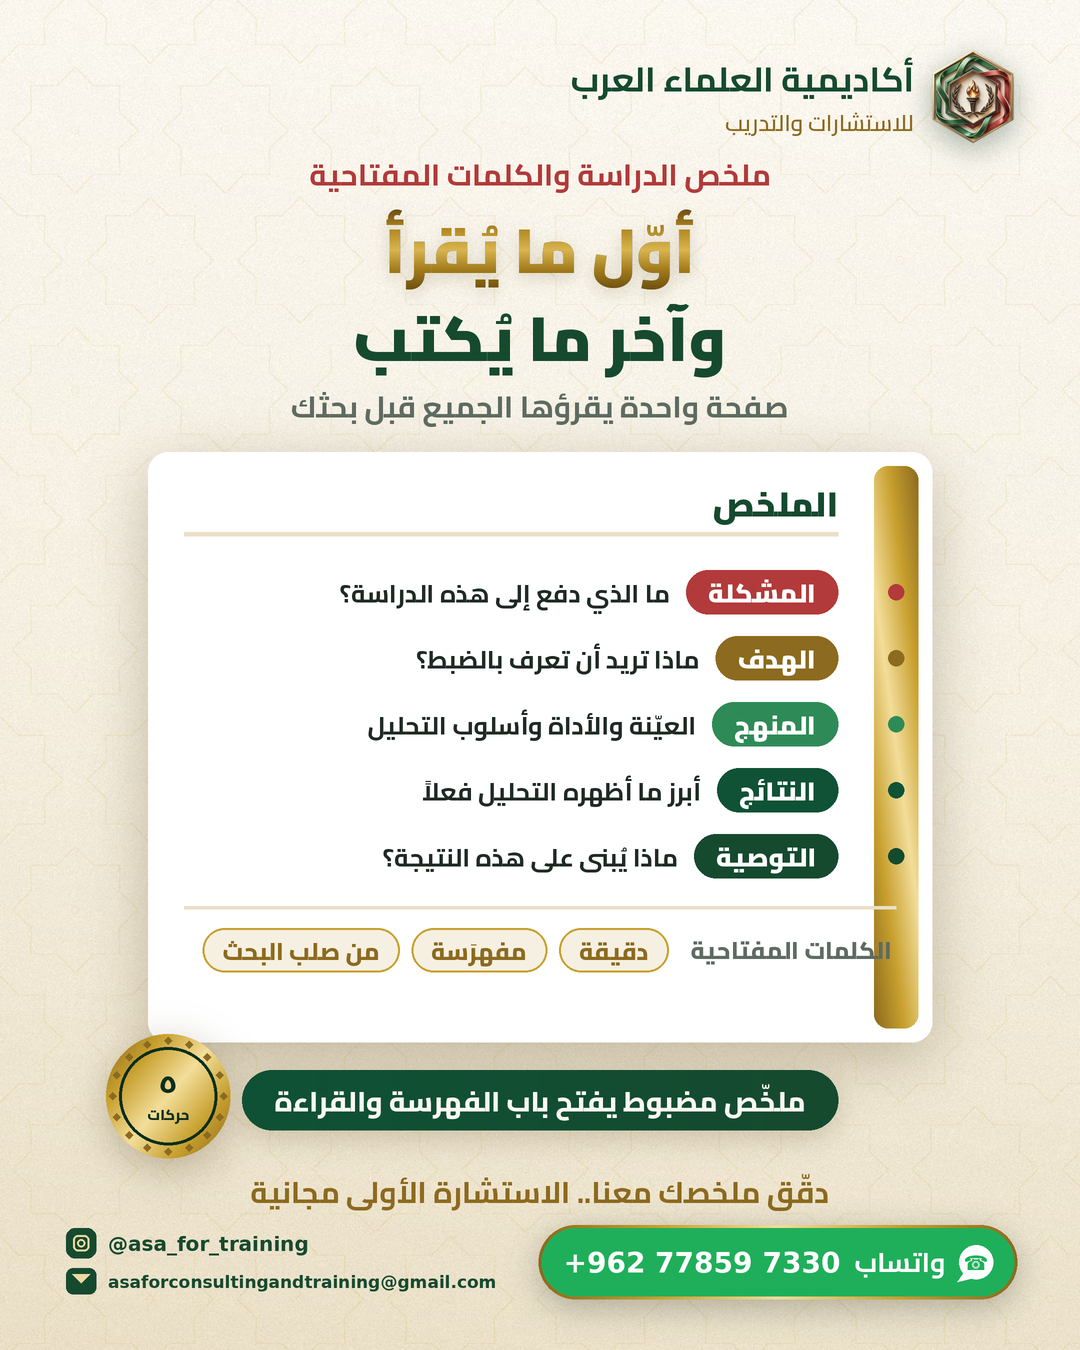 أكاديمية العلماء العرب
للاستشارات والتدريب
ملخص الدراسة والكلمات المفتاحية
أوّل ما يُقرأ
وآخر ما يُكتب
صفحة واحدة يقرؤها الجميع قبل بحثك
الملخص
المشكلة ما الذي دفع إلى هذه الدراسة؟
الهدف ماذا تريد أن تعرف بالضبط؟
المنهج العيّنة والأداة وأسلوب التحليل
النتائج أبرز ما أظهره التحليل فعلاً
التوصية ماذا يُبنى على هذه النتيجة؟
الكلمات المفتاحية دقيقة مفهرَسة من صلب البحث
ملخّص مضبوط يفتح باب الفهرسة والقراءة
٥
حركات
دقّق ملخصك معنا.. الاستشارة الأولى مجانية
واتساب +962 77859 7330
@asa_for_training
asaforconsultingandtraining@gmail.com